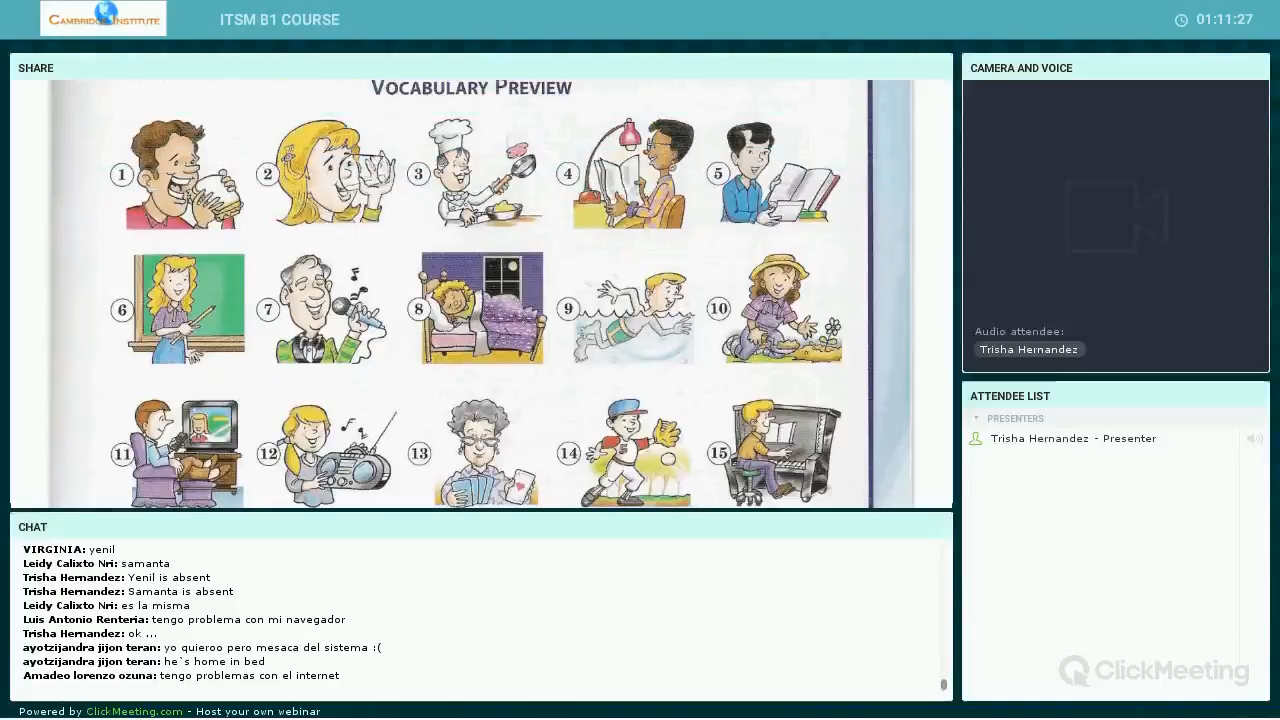 CAMBRIDGE INSTITUTE
ITSM B1 COURSE
01:11:27
SHARE
VOCABULARY PREVIEW
1
2
3
4
5
6
7
8
9
10
11
12
13
14
15
CAMERA AND VOICE
Audio attendee:
Trisha Hernandez
ATTENDEE LIST
PRESENTERS
Trisha Hernandez - Presenter
CHAT
VIRGINIA: yenil
Leidy Calixto Nri: samanta
Trisha Hernandez: Yenil is absent
Trisha Hernandez: Samanta is absent
Leidy Calixto Nri: es la misma
Luis Antonio Renteria: tengo problema con mi navegador
Trisha Hernandez: ok ...
ayotzijandra jijon teran: yo quieroo pero mesaca del sistema :(
ayotzijandra jijon teran: he`s home in bed
Amadeo lorenzo ozuna: tengo problemas con el internet
ClickMeeting
Powered by ClickMeeting.com - Host your own webinar